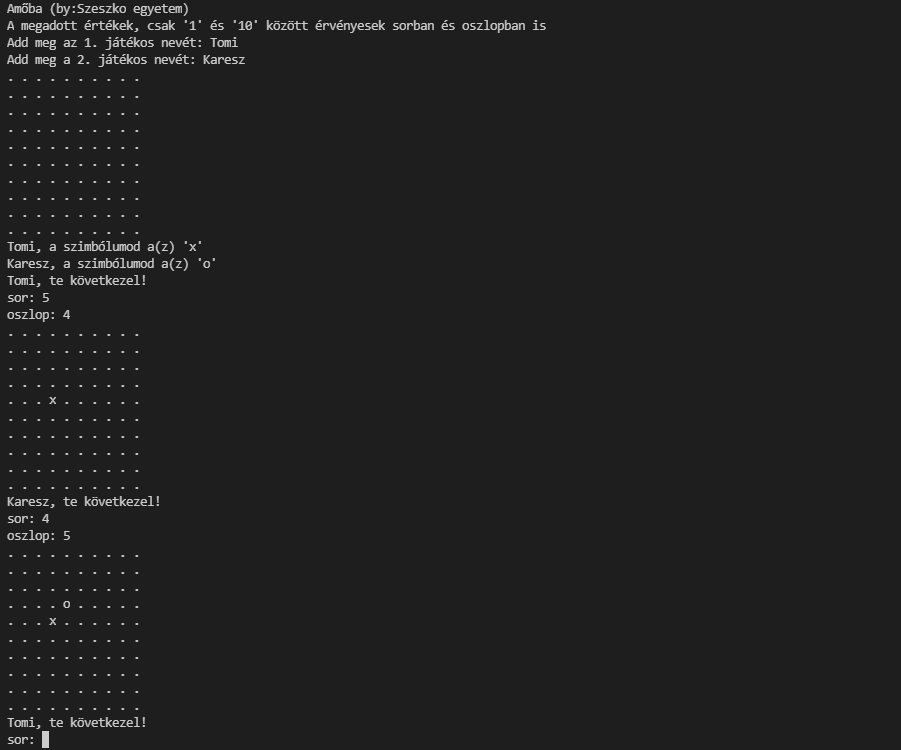 Amőba (by:Szeszko egyetem)
A megadott értékek, csak '1' és '10' között érvényesek sorban és oszlopban is
Add meg az 1. játékos nevét: Tomi
Add meg a 2. játékos nevét: Karesz
. . . . . . . . . .
. . . . . . . . . .
. . . . . . . . . .
. . . . . . . . . .
. . . . . . . . . .
. . . . . . . . . .
. . . . . . . . . .
. . . . . . . . . .
. . . . . . . . . .
. . . . . . . . . .
Tomi, a szimbólumod a(z) 'x'
Karesz, a szimbólumod a(z) 'o'
Tomi, te következel!
sor: 5
oszlop: 4
. . . . . . . . . .
. . . . . . . . . .
. . . . . . . . . .
. . . . . . . . . .
. . . x . . . . . .
. . . . . . . . . .
. . . . . . . . . .
. . . . . . . . . .
. . . . . . . . . .
. . . . . . . . . .
Karesz, te következel!
sor: 4
oszlop: 5
. . . . . . . . . .
. . . . . . . . . .
. . . . . . . . . .
. . . . o . . . . .
. . . x . . . . . .
. . . . . . . . . .
. . . . . . . . . .
. . . . . . . . . .
. . . . . . . . . .
. . . . . . . . . .
Tomi, te következel!
sor: